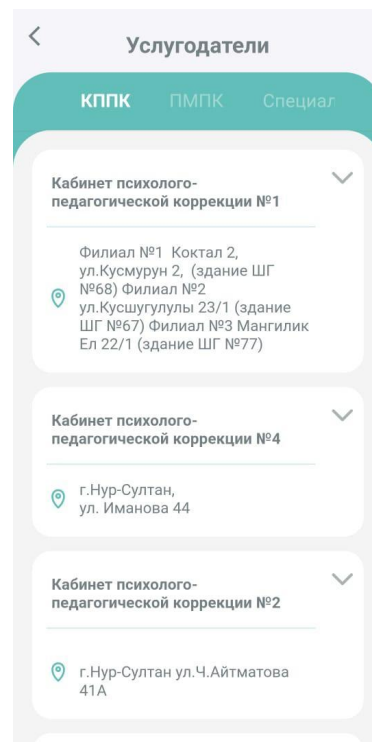 Услугодатели
КППК ПМПК Специал
Кабинет психолого-
педагогической коррекции №1
Филиал №1 Коктал 2,
ул.Кусмурун 2, (здание ШГ
№68) Филиал №2
ул.Кусшугулулы 23/1 (здание
ШГ №67) Филиал №3 Мангилик
Ел 22/1 (здание ШГ №77)
Кабинет психолого-
педагогической коррекции №4
г.Нур-Султан,
ул. Иманова 44
Кабинет психолого-
педагогической коррекции №2
г.Нур-Султан ул.Ч.Айтматова
41А